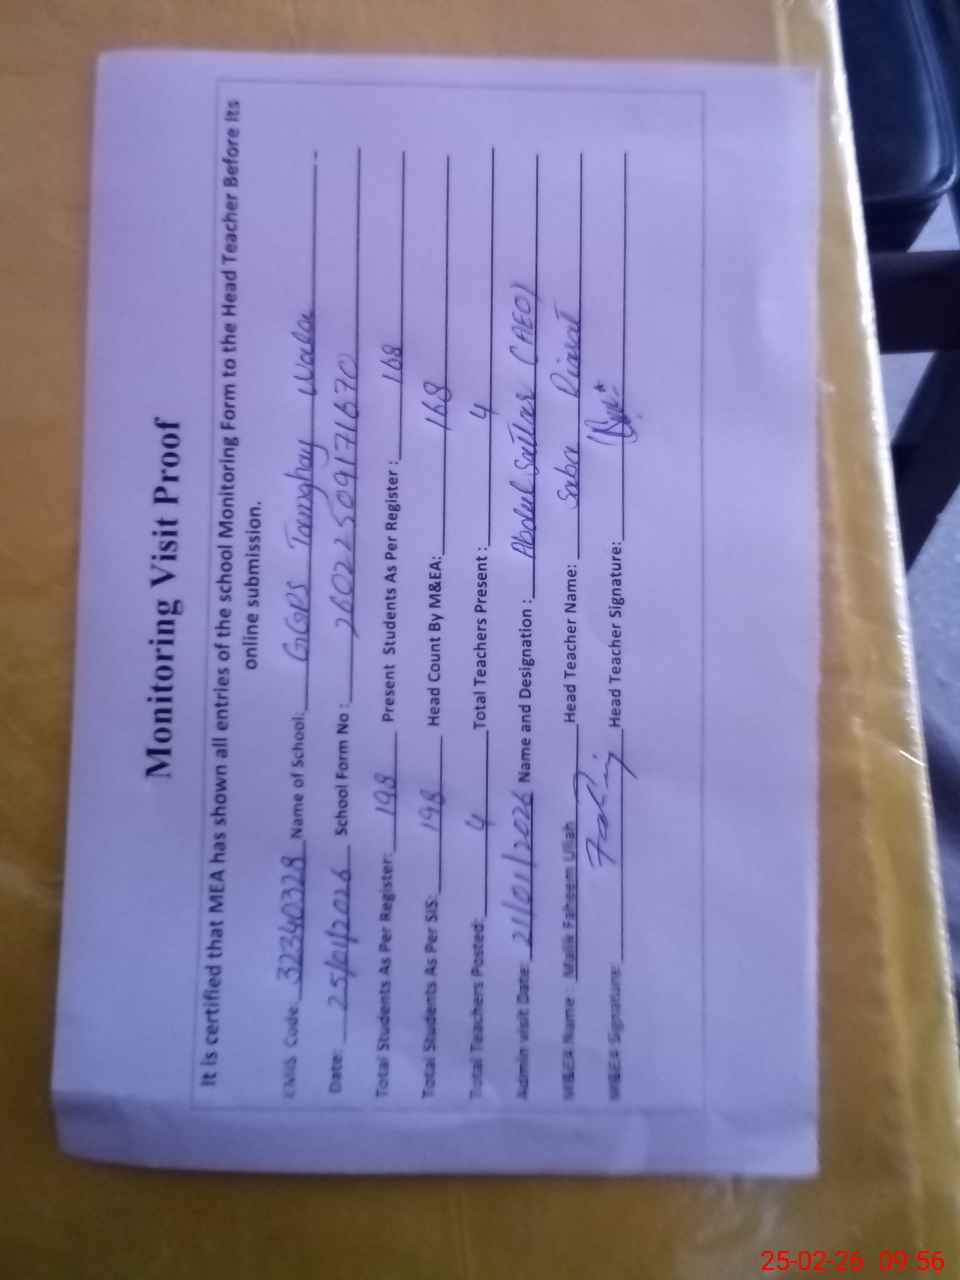 Monitoring Visit Proof
It is certified that MEA has shown all entries of the school Monitoring Form to the Head Teacher Before its
online submission.
EMIS Code: 32340328 Name of School: GGPS Tanghay Wala
Date: 25/01/2026 School Form No : 26022509171670
Total Students As Per Register: 198 Present Students As Per Register : 168
Total Students As Per SIS: 198 Head Count By M&EA: 168
Total Teachers Posted: 4 Total Teachers Present : 4
Admin visit Date: 21/01/2026 Name and Designation : Abdul Sattar (AEO)
M&EA Name : Malik Faheem Ullah Head Teacher Name: Saba
M&EA Signature: Head Teacher Signature:
25-02-26 09:56